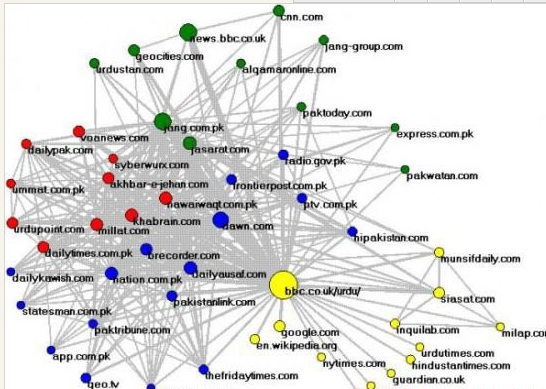 cnn.com
news.bbc.co.uk
jang-group.com
geocities.com
urdustan.com
alqamaronline.com
paktoday.com
jang.com.pk
express.com.pk
voanews.com
jasarat.com
dailypak.com
radio.gov.pk
syberwurx.com
pakwatan.com
akhbar-e-jehan.com
frontierpost.com.pk
ummat.com.pk
nawaiwaqt.com.pk
ptv.com.pk
khabrain.com
dawn.com
urdupoint.com
millat.com
hipakistan.com
dailytimes.com.pk
brecorder.com
munsifdaily.com
dailykawish.com
nation.com.pk
dailyausaf.com
bbc.co.uk/urdu/
siasat.com
pakistanlink.com
statesman.com.pk
paktribune.com
google.com
inquilab.com
milap.com
en.wikipedia.org
app.com.pk
urdutimes.com
nytimes.com
hindustantimes.com
thefridaytimes.com
guardian.co.uk
geo.tv